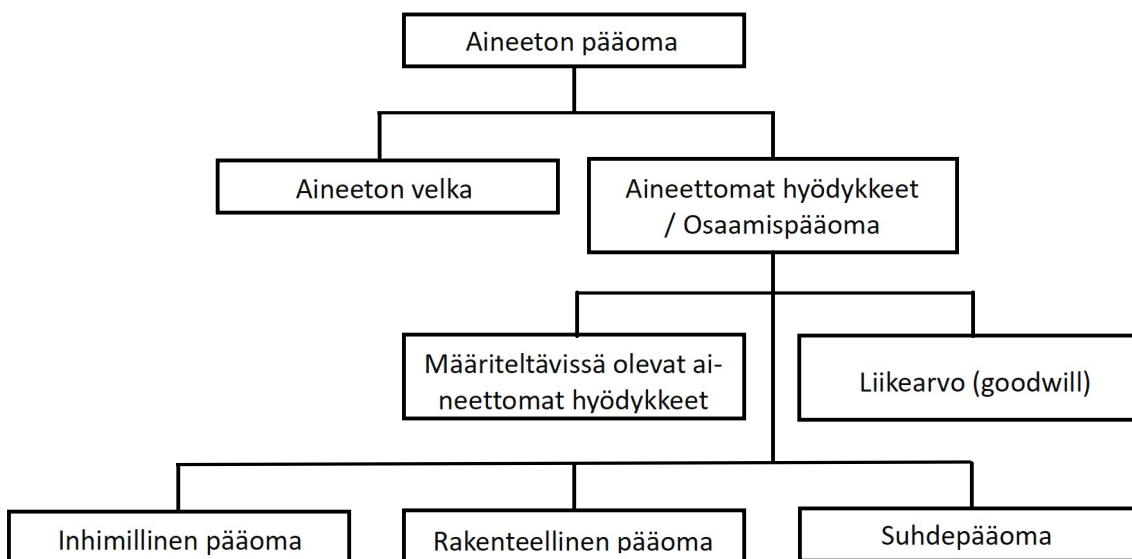 Aineeton pääoma
Aineeton velka
Aineettomat hyödykkeet
/ Osaamispääoma
Määriteltävissä olevat ai-
neettomat hyödykkeet
Liikearvo (goodwill)
Inhimillinen pääoma
Rakenteellinen pääoma
Suhdepääoma